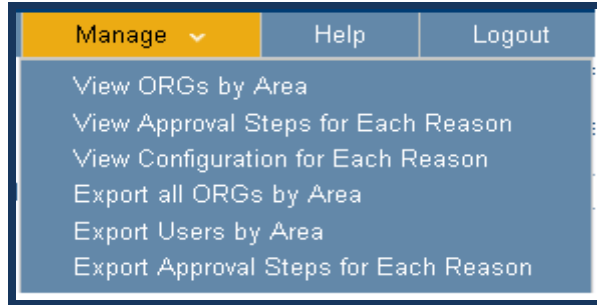 Manage Help Logout
View ORGs by Area
View Approval Steps for Each Reason
View Configuration for Each Reason
Export all ORGs by Area
Export Users by Area
Export Approval Steps for Each Reason